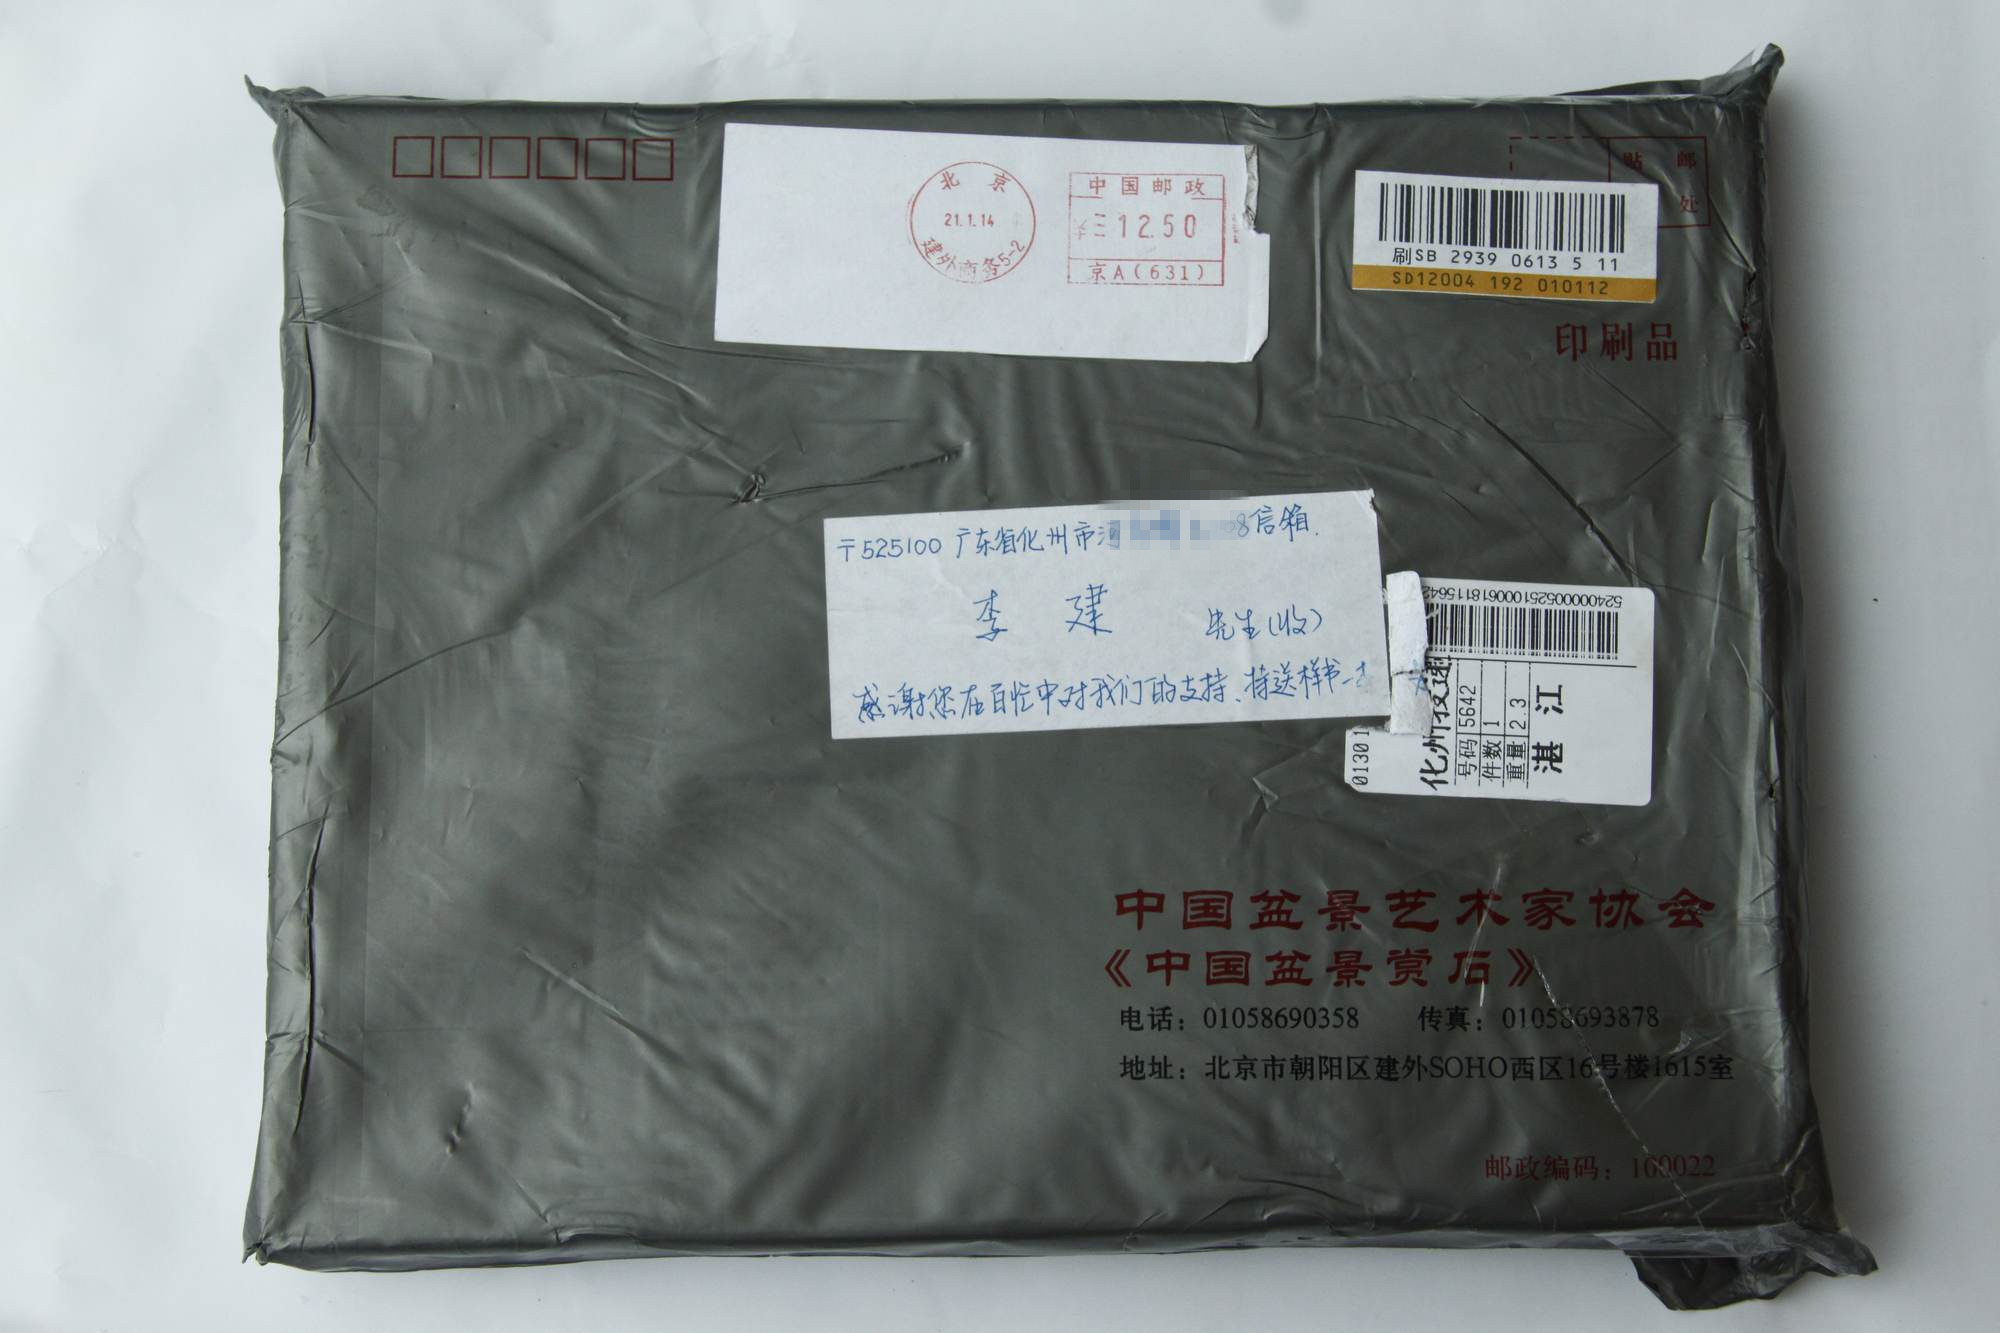 北京
21.1.14
建外商务5-2
中国邮政
12.50
京A(631)
贴 邮
处
刷SB 2939 0613 5 11
SD12004 192 010112
印刷品
〒525100 广东省化州市河 8信箱.
李 建 先生(收)
感谢您在百忙中对我们的支持、特送样书一
5240000005251000618115642
化州
号码 5642
件数 1
重量 2.3
湛江
01301
中国盆景艺术家协会
《中国盆景赏石》
电话：01058690358 传真：01058693878
地址：北京市朝阳区建外SOHO西区16号楼1615室
邮政编码：100022